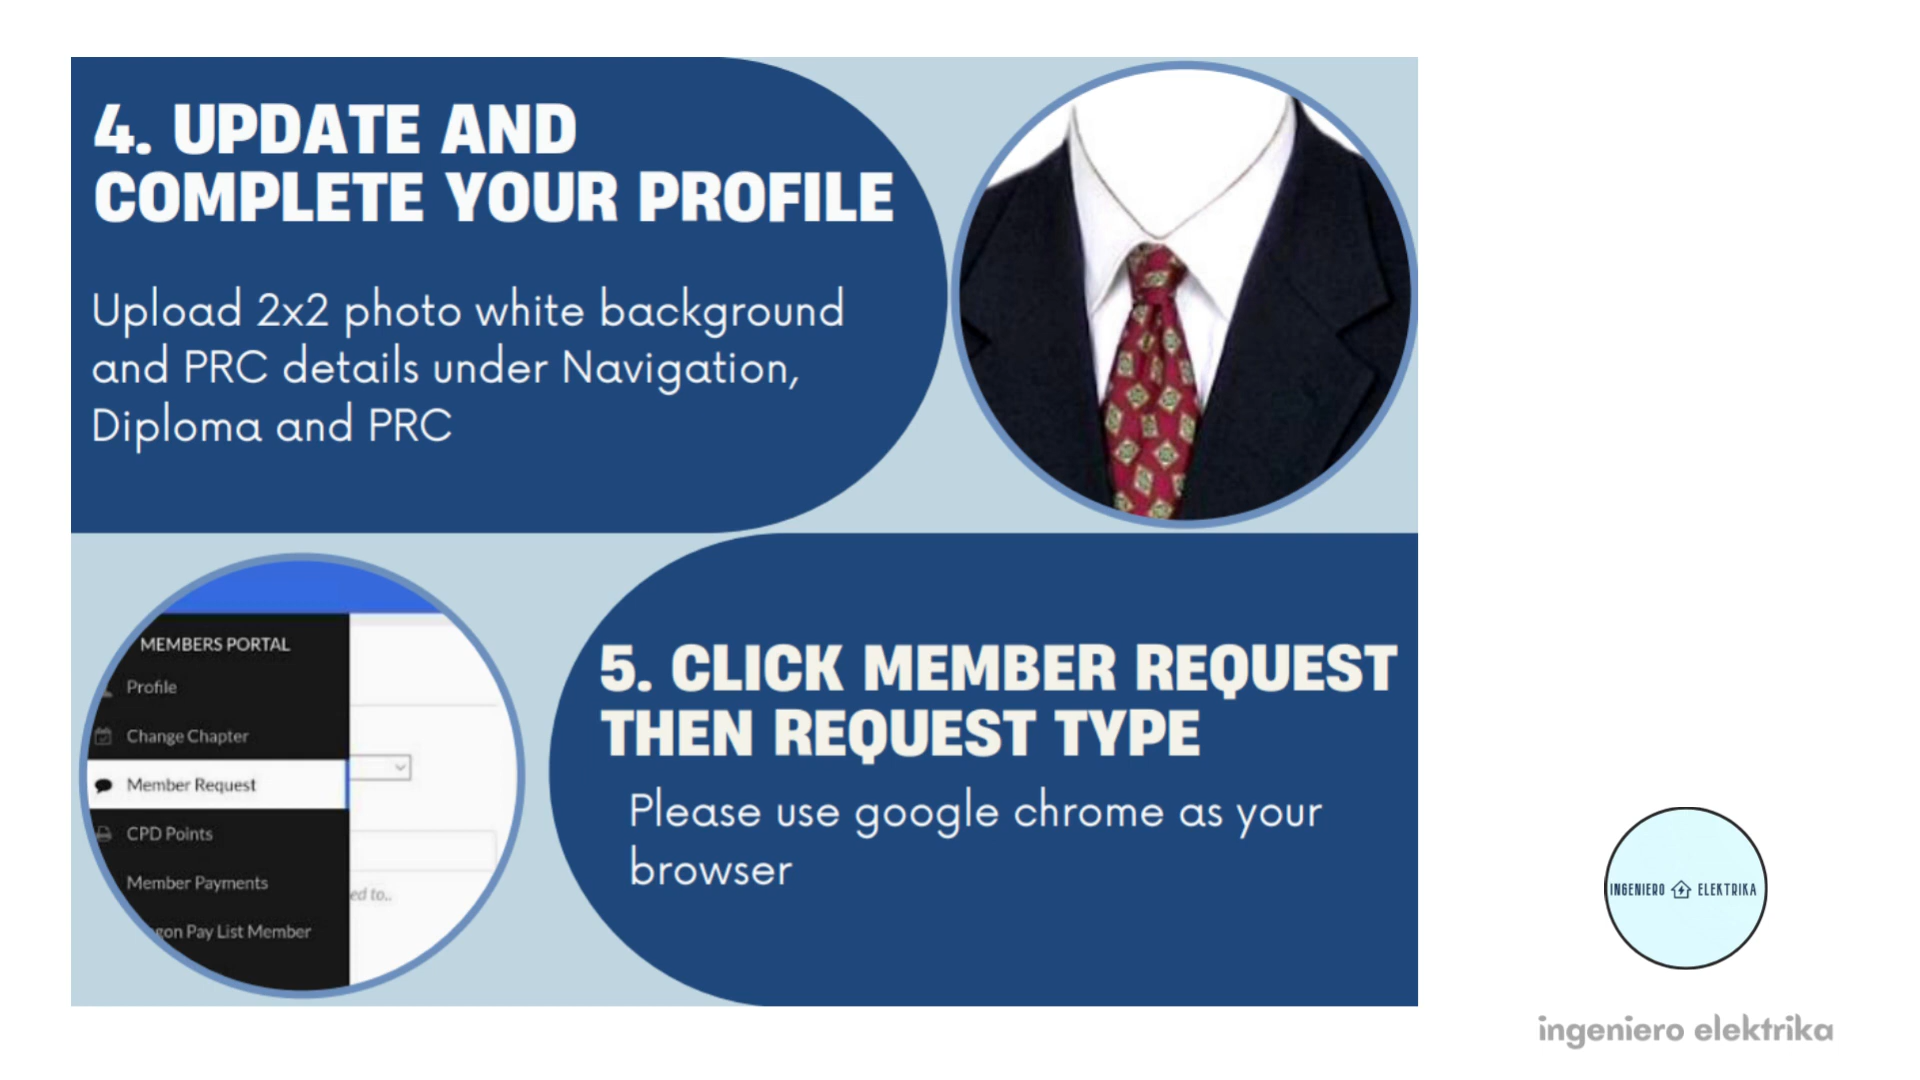 4. UPDATE AND
COMPLETE YOUR PROFILE
Upload 2x2 photo white background
and PRC details under Navigation,
Diploma and PRC
MEMBERS PORTAL
Profile
Change Chapter
Member Request
CPD Points
Member Payments
Pay List Member
ed to..
5. CLICK MEMBER REQUEST
THEN REQUEST TYPE
Please use google chrome as your
browser
INGENIERO ELEKTRIKA
ingeniero elektrika